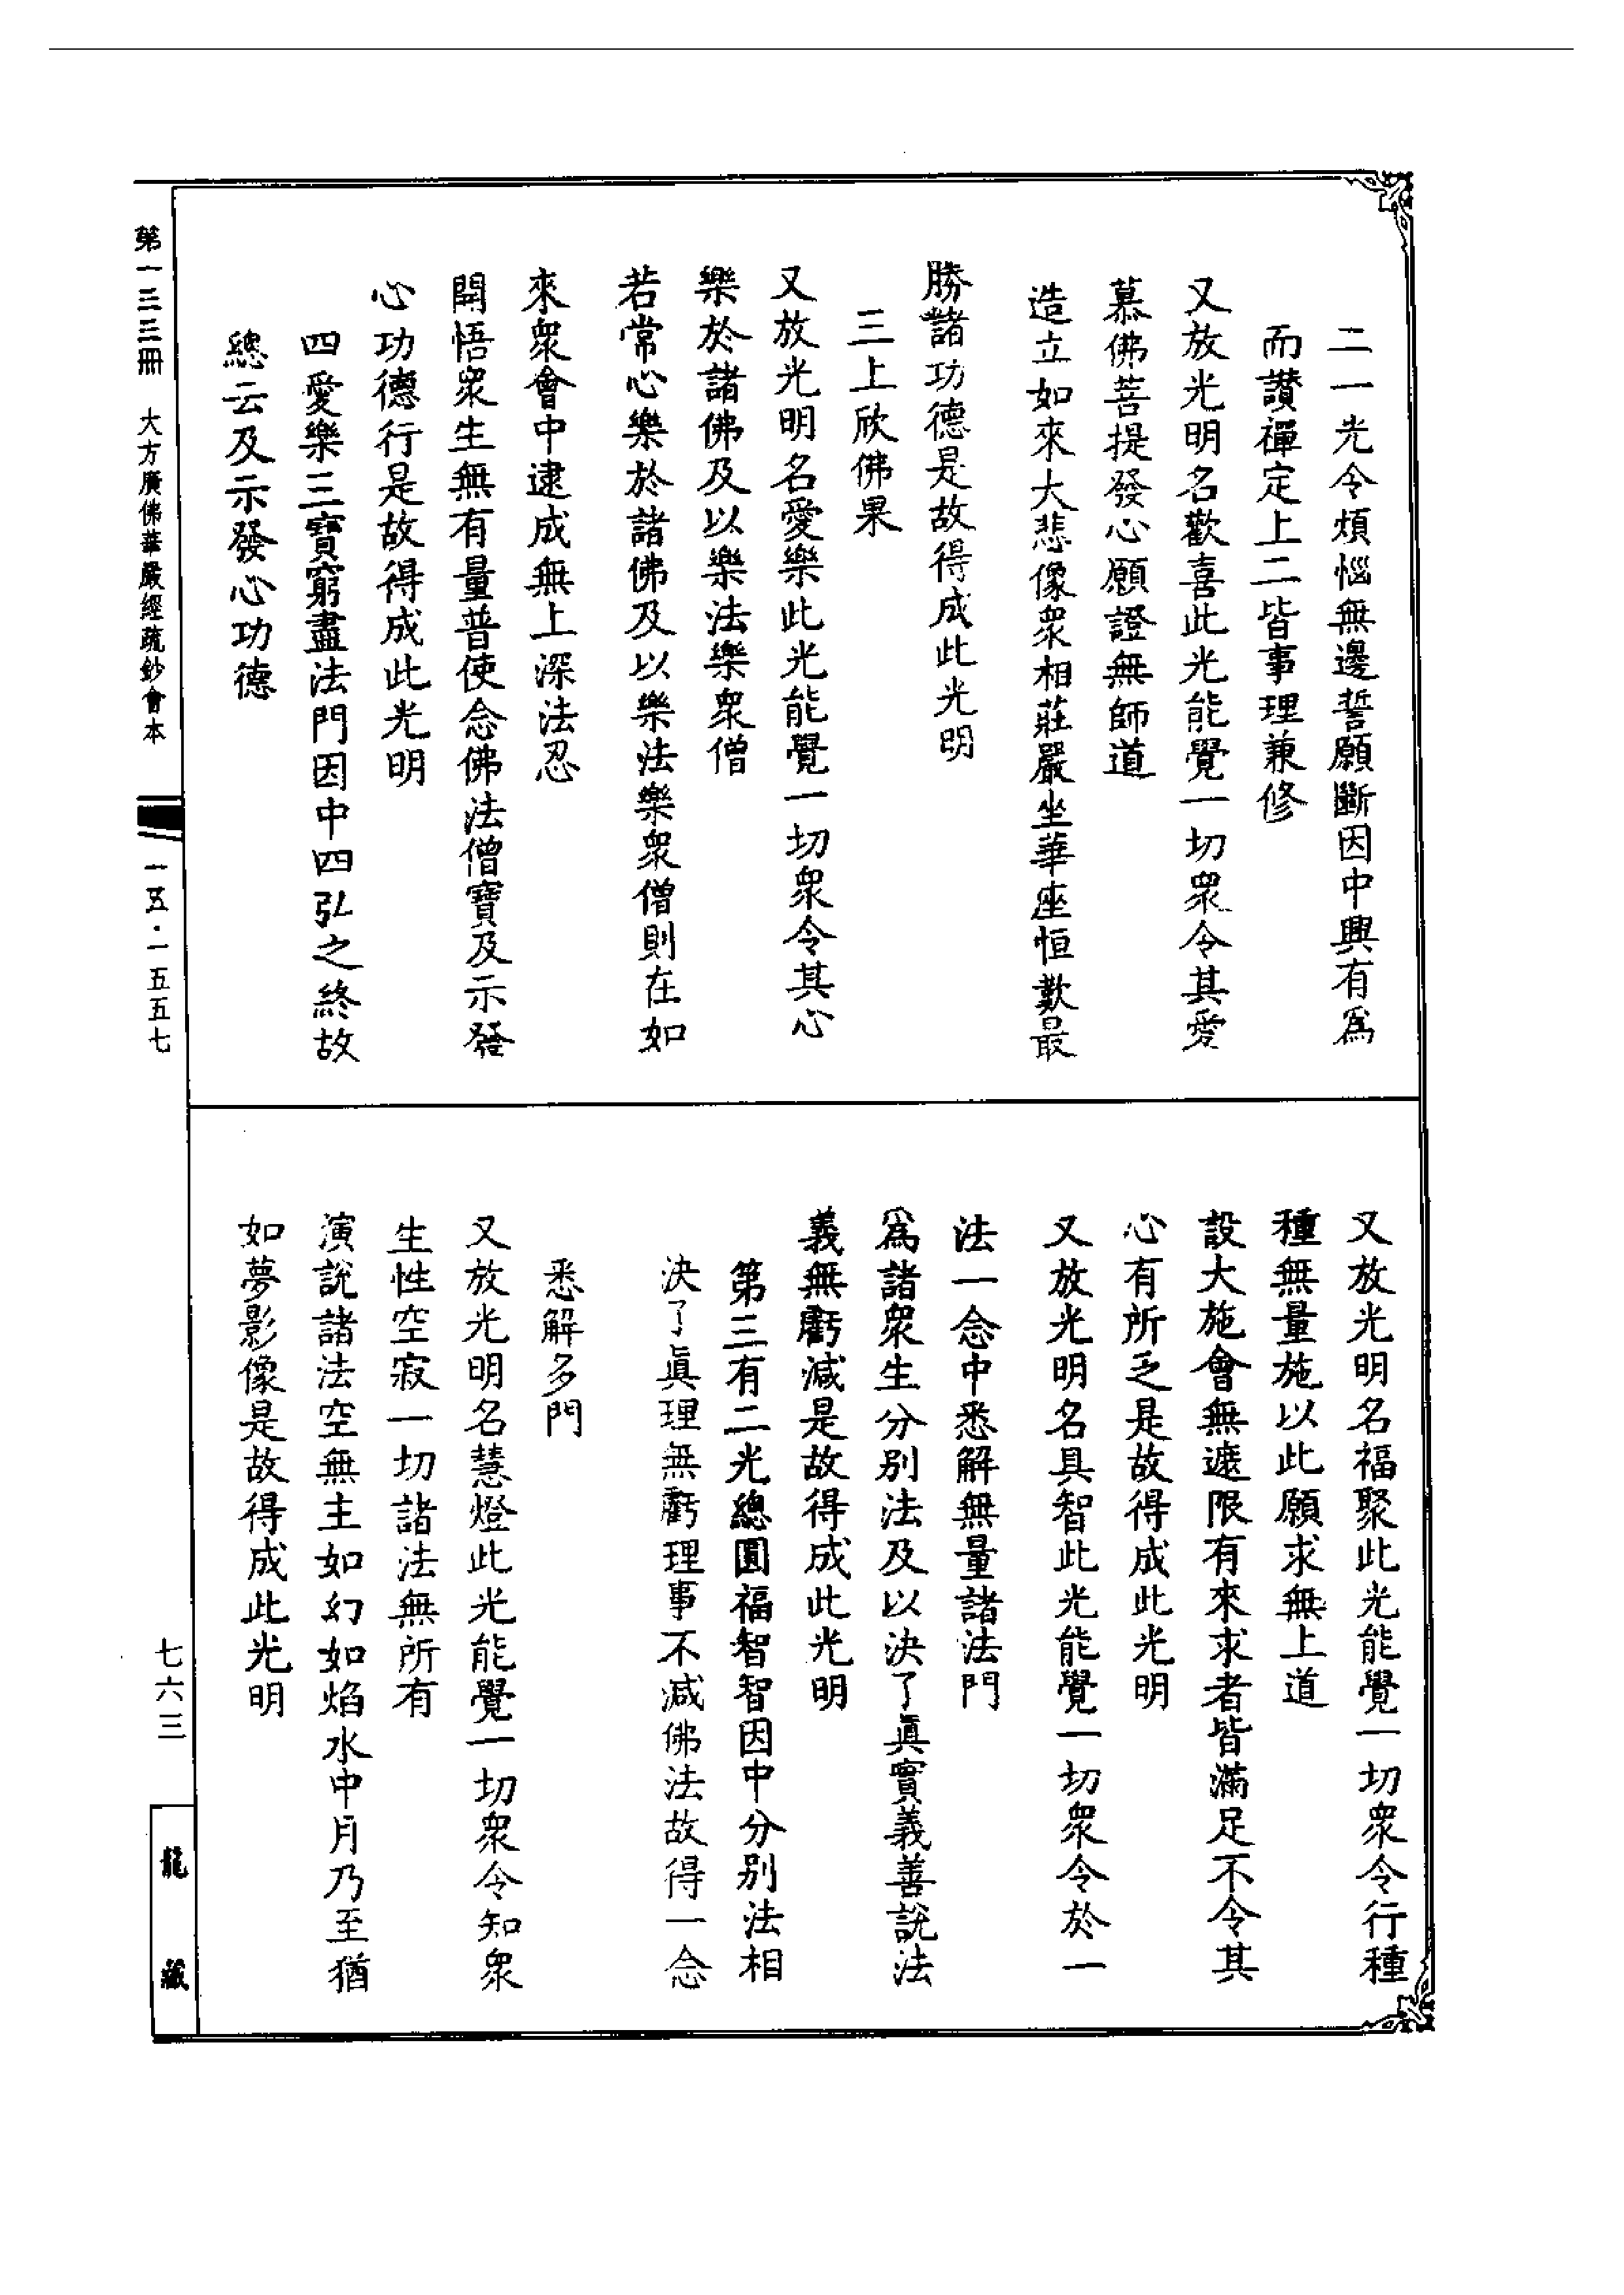 二一光令煩惱無邊誓願斷因中興有爲
而讚禪定上二皆事理兼修
又放光明名歡喜此光能覺一切衆令其愛
慕佛菩提發心願證無師道
造立如來大悲像衆相莊嚴坐華座恒歎最
勝諸功德是故得成此光明
三上欣佛果
又放光明名愛樂此光能覺一切衆令其心
樂於諸佛及以樂法樂衆僧
若常心樂於諸佛及以樂法樂衆僧則在如
來衆會中逮成無上深法忍
開悟衆生無有量普使念佛法僧寶及示發
心功德行是故得成此光明
四愛樂三寶窮盡法門因中四弘之終故
總云及示發心功德
又放光明名福聚此光能覺一切衆令行種
種無量施以此願求無上道
設大施會無遮限有來求者皆滿足不令其
心有所乏是故得成此光明
又放光明名具智此光能覺一切衆令於一
法一念中悉解無量諸法門
爲諸衆生分別法及以決了眞實義善說法
義無虧減是故得成此光明
第三有二光總圓福智智因中分別法相
決了眞理無虧理事不減佛法故得一念
悉解多門
又放光明名慧燈此光能覺一切衆令知衆
生性空寂一切諸法無所有
演說諸法空無主如幻如焰水中月乃至猶
如夢影像是故得成此光明
第一三三冊 大方廣佛華嚴經疏鈔會本
一五·一五五七
七六三
龍藏